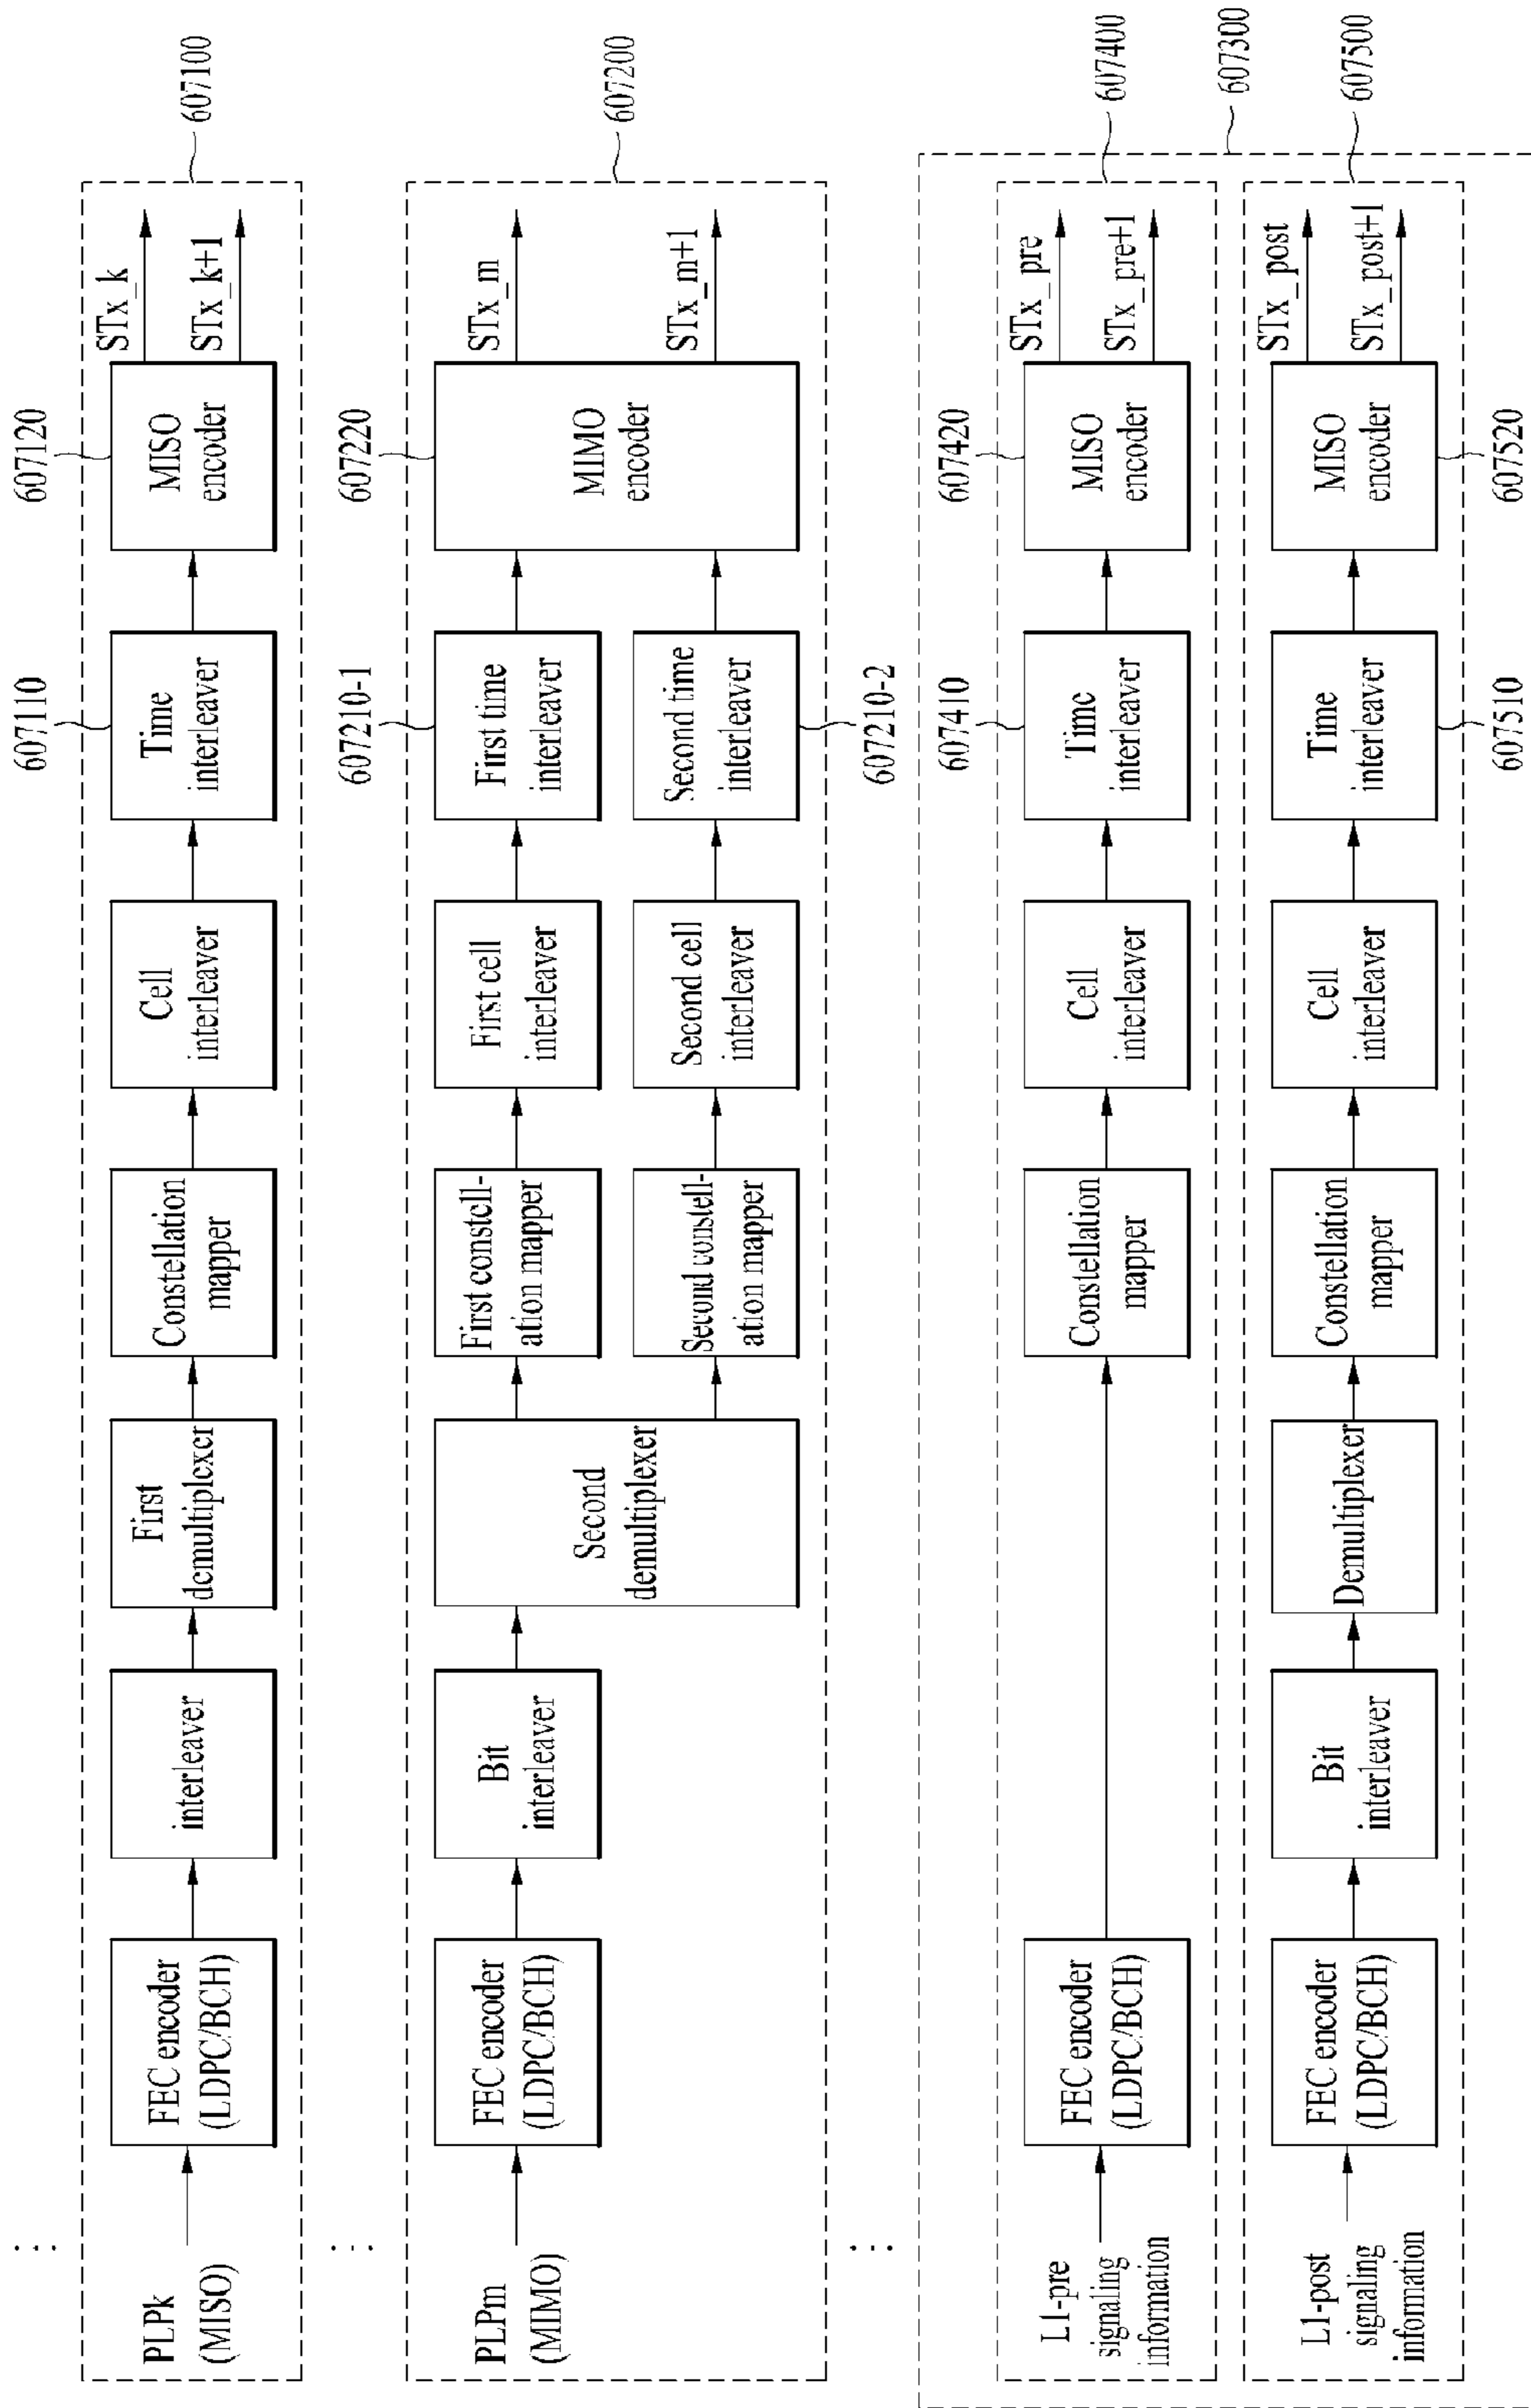 ⋮
PLPk
(MISO)
FEC encoder
(LDPC/BCH)
interleaver
First
demultiplexer
Constellation
mapper
Cell
interleaver
607110
Time
interleaver
607120
MISO
encoder
STx_k
STx_k+1
607100
⋮
PLPm
(MIMO)
FEC encoder
(LDPC/BCH)
Bit
interleaver
Second
demultiplexer
First constell-
ation mapper
Second constell-
ation mapper
First cell
interleaver
Second cell
interleaver
607210-1
First time
interleaver
Second time
interleaver
607210-2
607220
MIMO
encoder
STx_m
STx_m+1
607200
⋮
L1-pre
signaling
information
FEC encoder
(LDPC/BCH)
Constellation
mapper
Cell
interleaver
607410
Time
interleaver
607420
MISO
encoder
STx_pre
STx_pre+1
607400
607300
L1-post
signaling
information
FEC encoder
(LDPC/BCH)
Bit
interleaver
Demultiplexer
Constellation
mapper
Cell
interleaver
Time
interleaver
607510
MISO
encoder
607520
STx_post
STx_post+1
607500